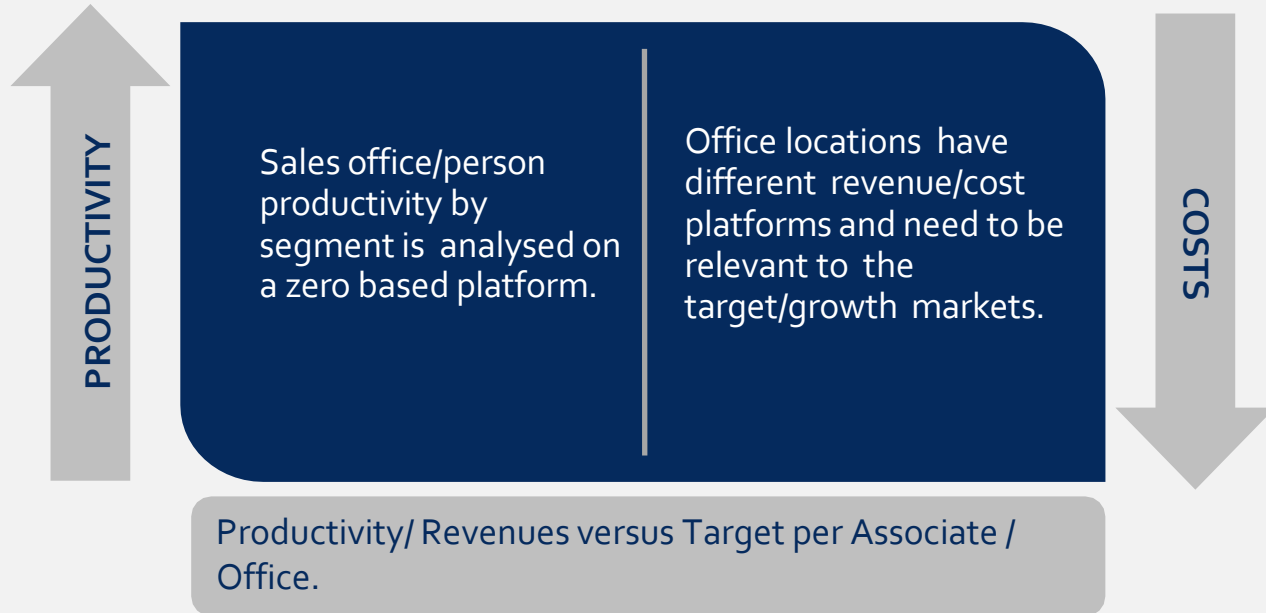 PRODUCTIVITY
Sales office/person
productivity by
segment is analysed on
a zero based platform.
Office locations have
different revenue/cost
platforms and need to be
relevant to the
target/growth markets.
COSTS
Productivity/ Revenues versus Target per Associate /
Office.